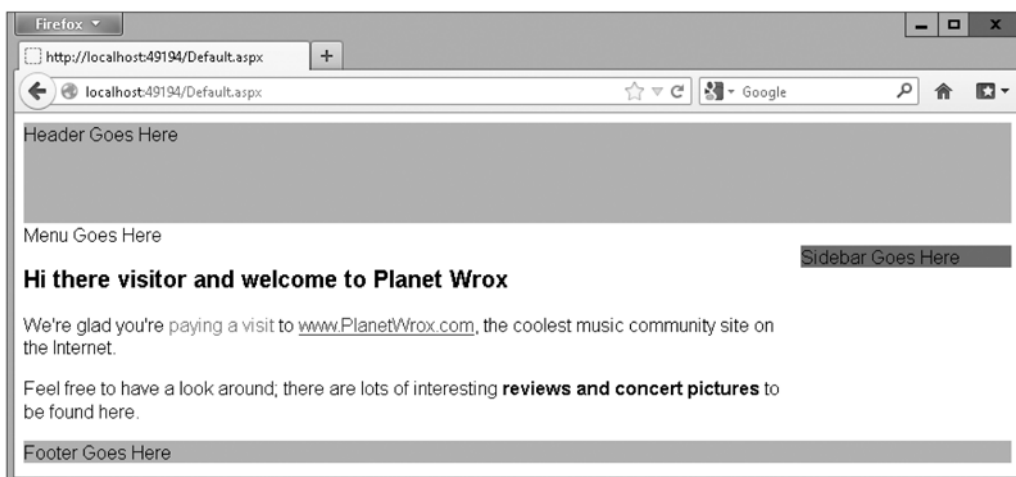 Firefox
http://localhost:49194/Default.aspx
localhost:49194/Default.aspx
Google
Header Goes Here
Menu Goes Here
Sidebar Goes Here
Hi there visitor and welcome to Planet Wrox
We're glad you're paying a visit to www.PlanetWrox.com, the coolest music community site on
the Internet.
Feel free to have a look around; there are lots of interesting reviews and concert pictures to
be found here.
Footer Goes Here